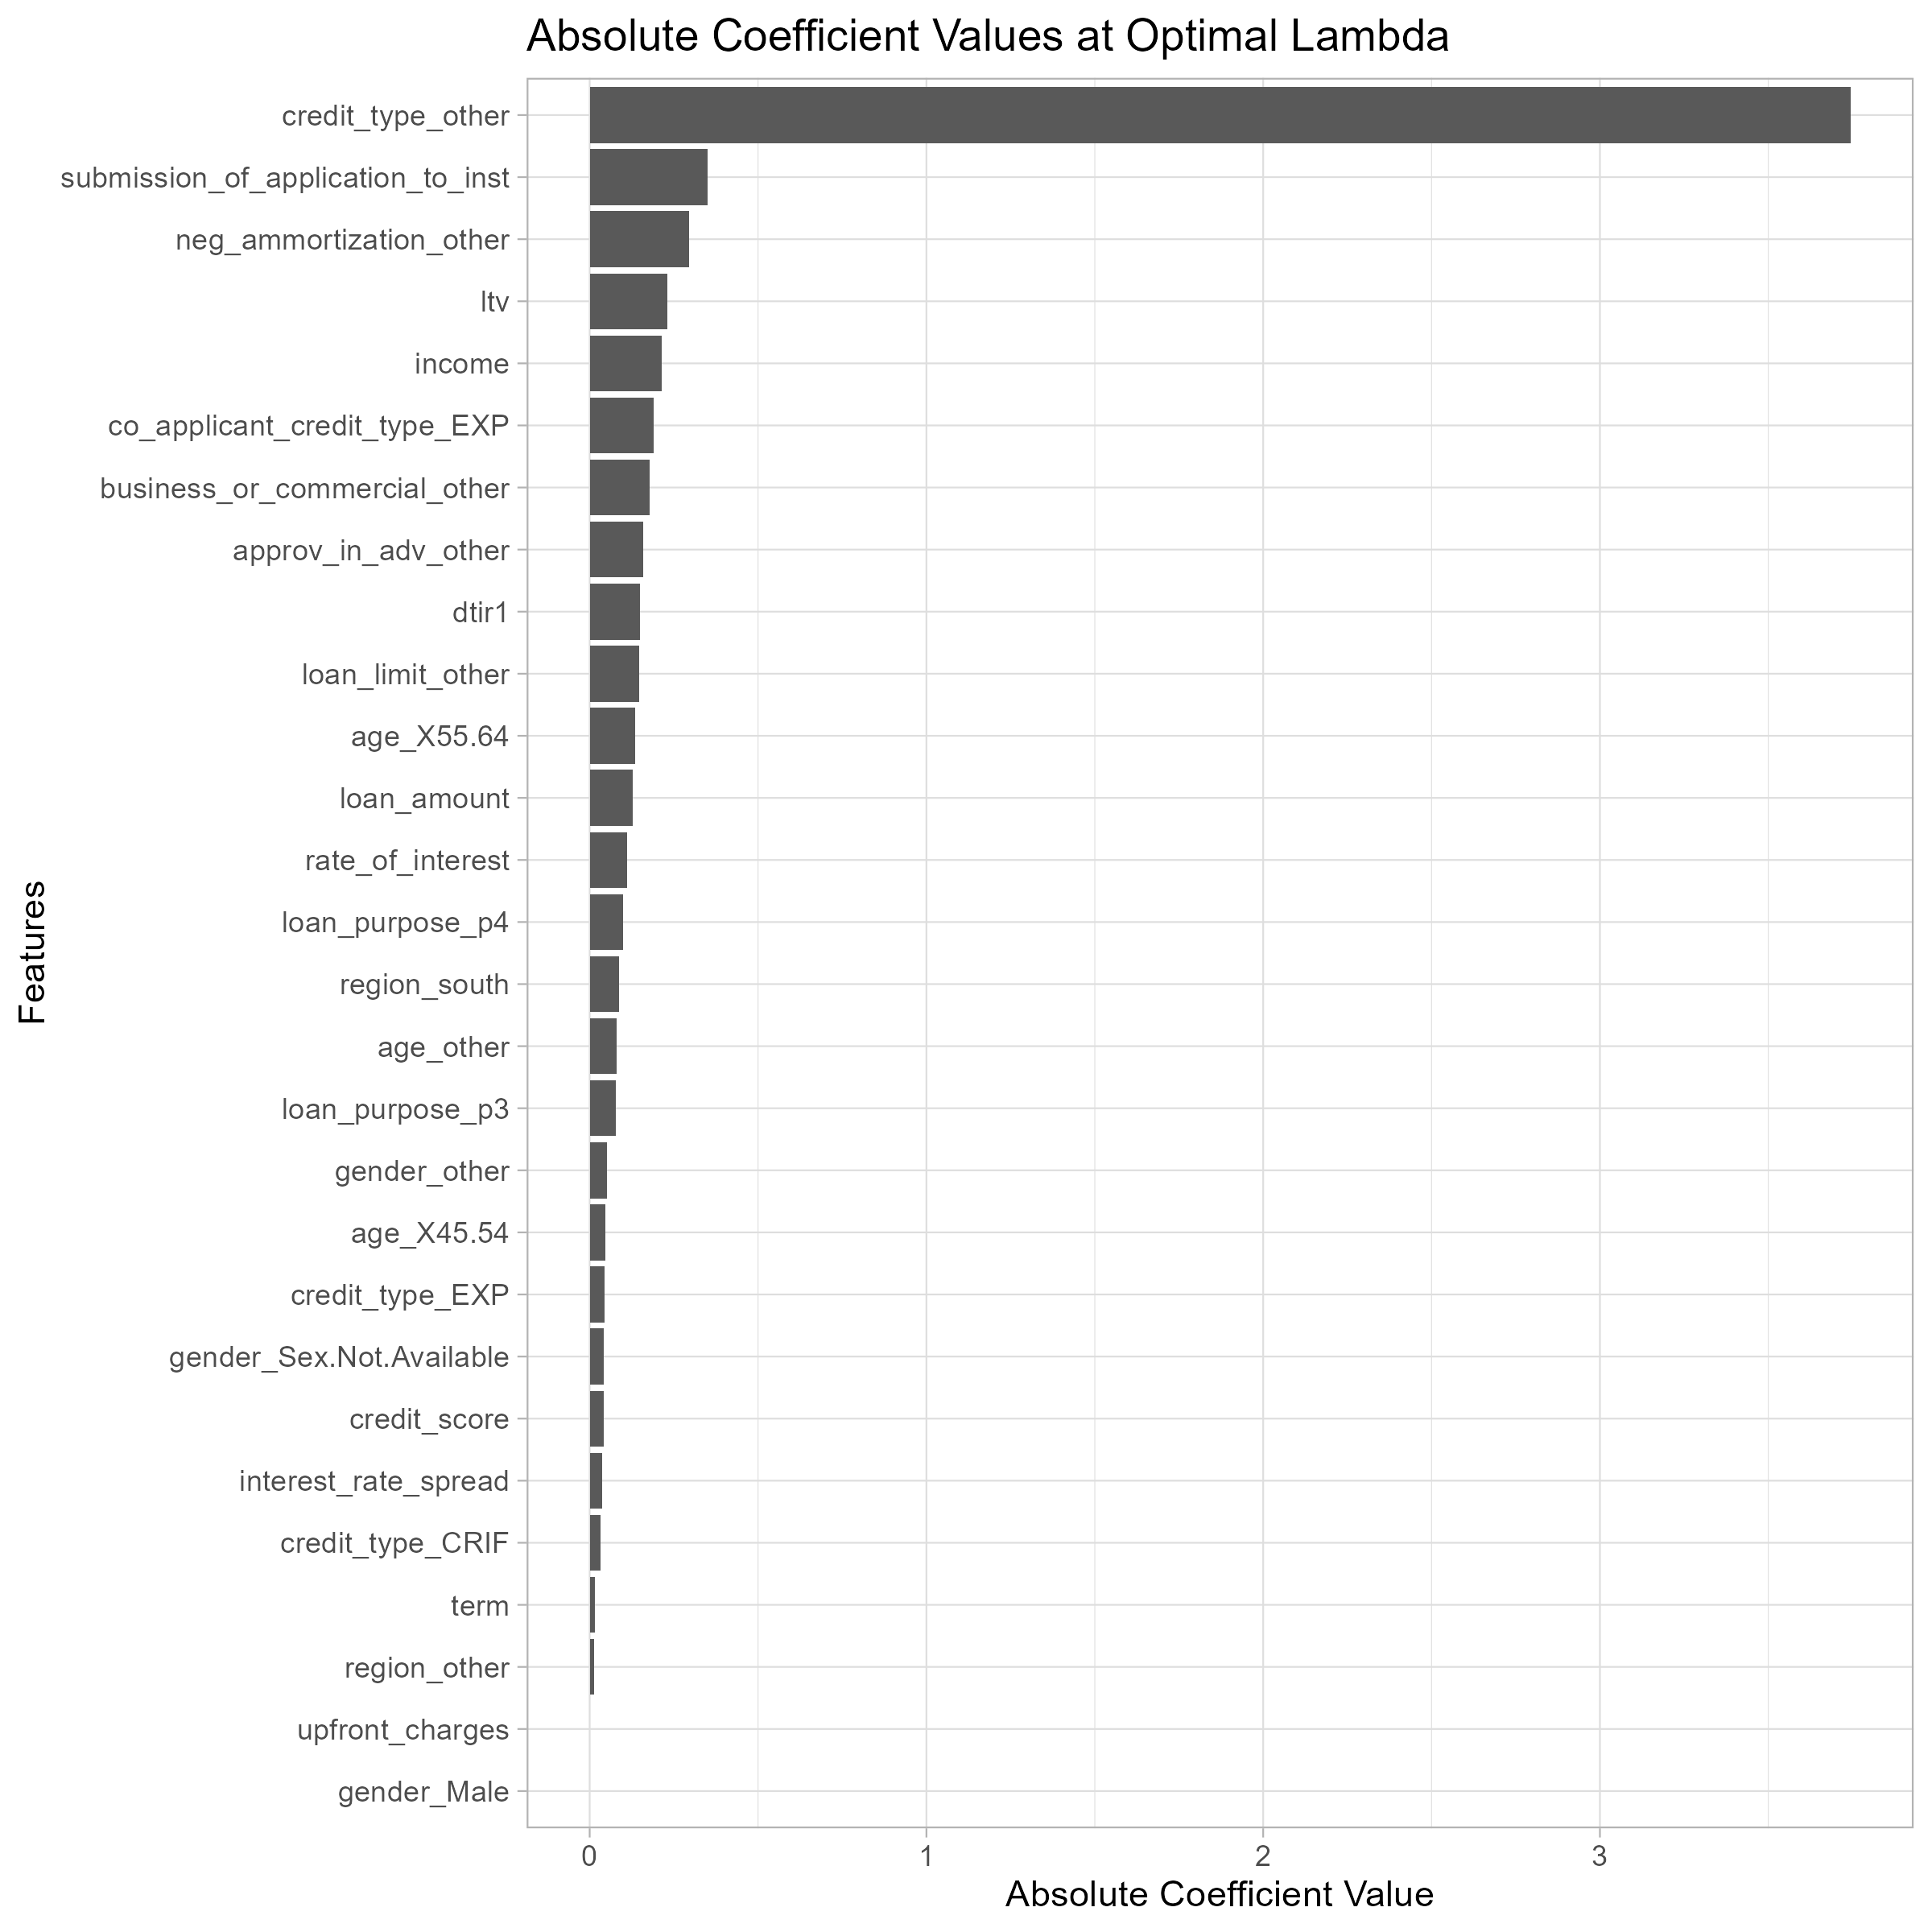 Absolute Coefficient Values at Optimal Lambda
Features
credit_type_other
submission_of_application_to_inst
neg_ammortization_other
ltv
income
co_applicant_credit_type_EXP
business_or_commercial_other
approv_in_adv_other
dtir1
loan_limit_other
age_X55.64
loan_amount
rate_of_interest
loan_purpose_p4
region_south
age_other
loan_purpose_p3
gender_other
age_X45.54
credit_type_EXP
gender_Sex.Not.Available
credit_score
interest_rate_spread
credit_type_CRIF
term
region_other
upfront_charges
gender_Male
0 1 2 3
Absolute Coefficient Value